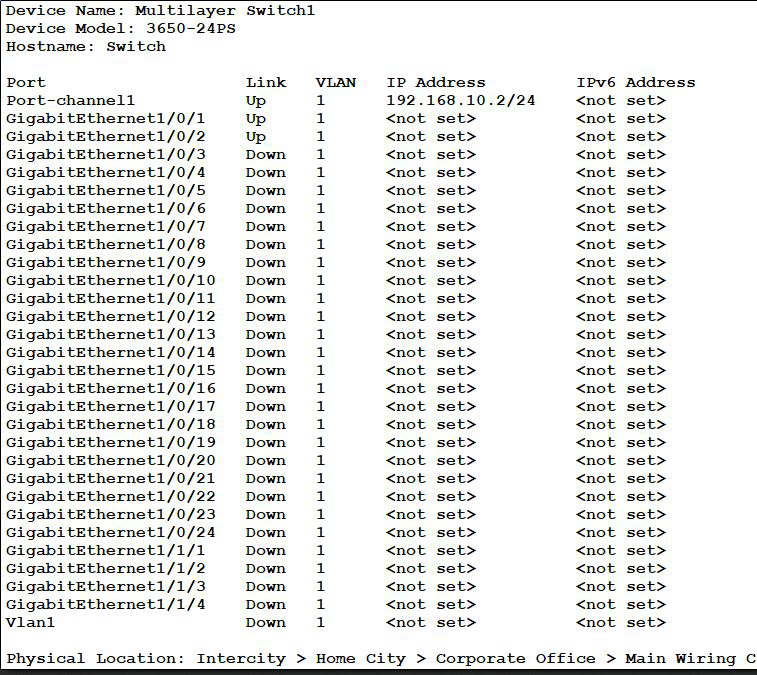 Device Name: Multilayer Switch1
Device Model: 3650-24PS
Hostname: Switch
Port Link VLAN IP Address IPv6 Address
Port-channel1 Up 1 192.168.10.2/24 <not set>
GigabitEthernet1/0/1 Up 1 <not set> <not set>
GigabitEthernet1/0/2 Up 1 <not set> <not set>
GigabitEthernet1/0/3 Down 1 <not set> <not set>
GigabitEthernet1/0/4 Down 1 <not set> <not set>
GigabitEthernet1/0/5 Down 1 <not set> <not set>
GigabitEthernet1/0/6 Down 1 <not set> <not set>
GigabitEthernet1/0/7 Down 1 <not set> <not set>
GigabitEthernet1/0/8 Down 1 <not set> <not set>
GigabitEthernet1/0/9 Down 1 <not set> <not set>
GigabitEthernet1/0/10 Down 1 <not set> <not set>
GigabitEthernet1/0/11 Down 1 <not set> <not set>
GigabitEthernet1/0/12 Down 1 <not set> <not set>
GigabitEthernet1/0/13 Down 1 <not set> <not set>
GigabitEthernet1/0/14 Down 1 <not set> <not set>
GigabitEthernet1/0/15 Down 1 <not set> <not set>
GigabitEthernet1/0/16 Down 1 <not set> <not set>
GigabitEthernet1/0/17 Down 1 <not set> <not set>
GigabitEthernet1/0/18 Down 1 <not set> <not set>
GigabitEthernet1/0/19 Down 1 <not set> <not set>
GigabitEthernet1/0/20 Down 1 <not set> <not set>
GigabitEthernet1/0/21 Down 1 <not set> <not set>
GigabitEthernet1/0/22 Down 1 <not set> <not set>
GigabitEthernet1/0/23 Down 1 <not set> <not set>
GigabitEthernet1/0/24 Down 1 <not set> <not set>
GigabitEthernet1/1/1 Down 1 <not set> <not set>
GigabitEthernet1/1/2 Down 1 <not set> <not set>
GigabitEthernet1/1/3 Down 1 <not set> <not set>
GigabitEthernet1/1/4 Down 1 <not set> <not set>
Vlan1 Down 1 <not set> <not set>
Physical Location: Intercity > Home City > Corporate Office > Main Wiring C